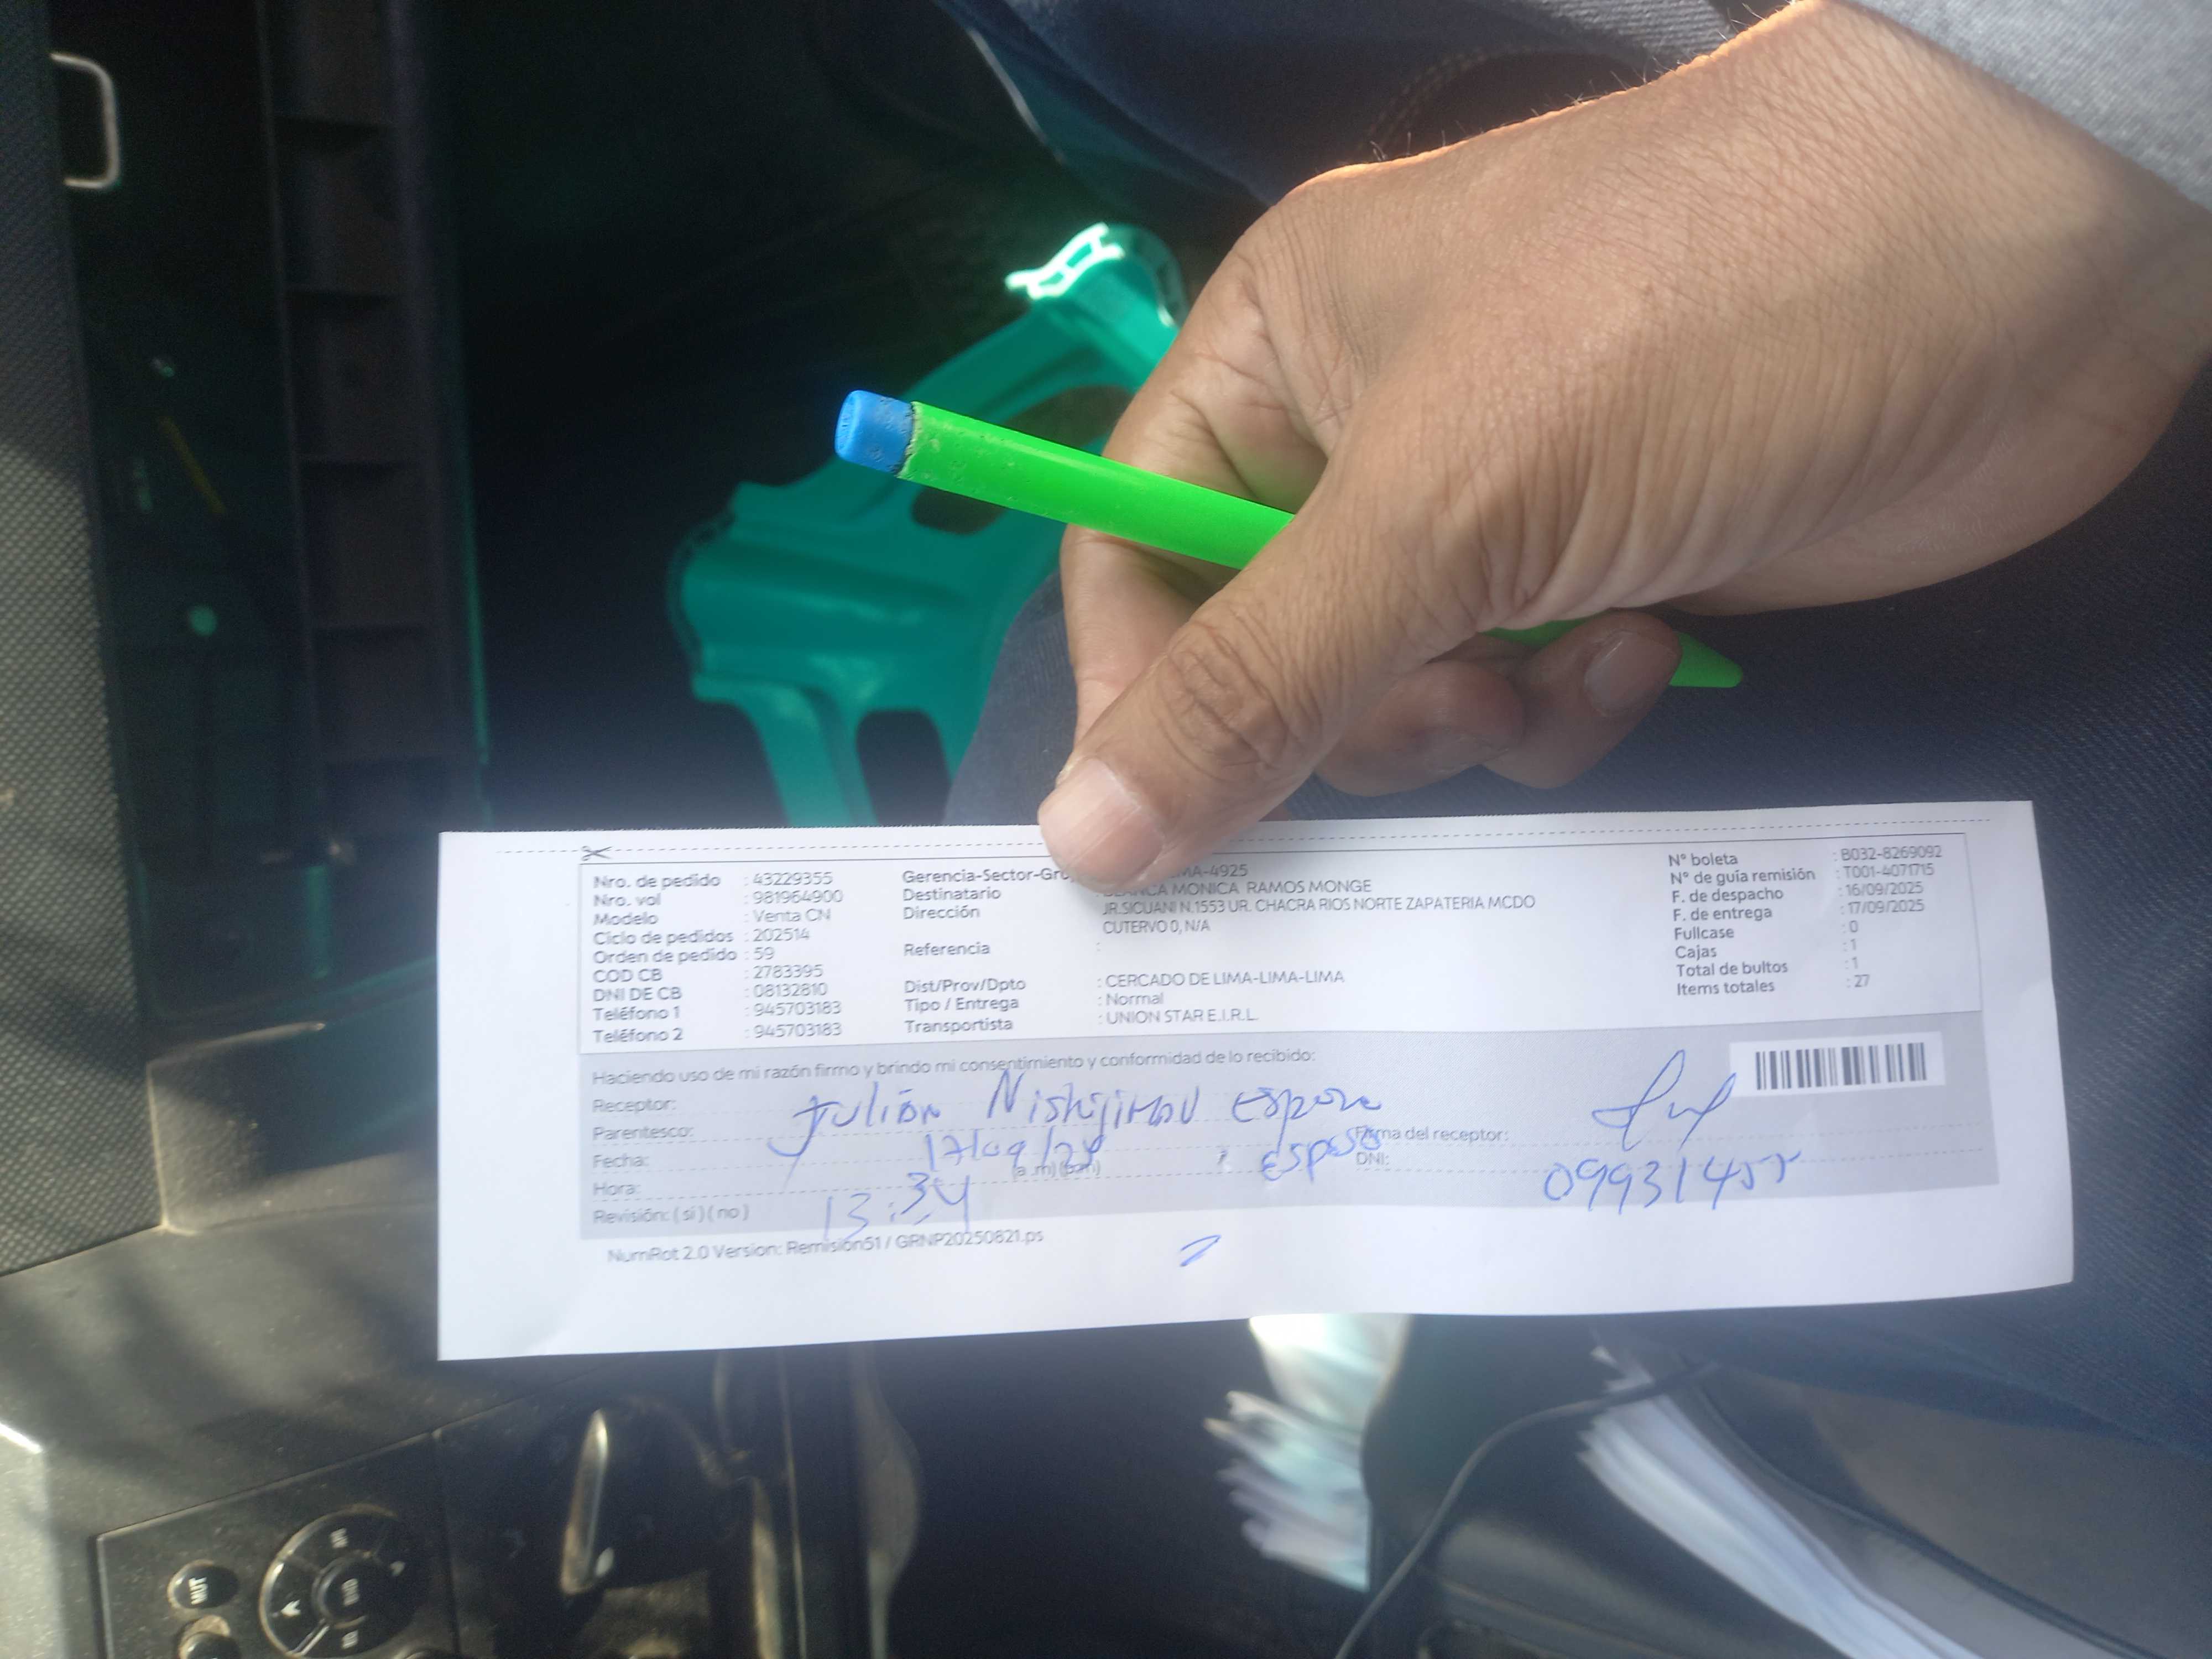 Nro. de pedido : 43229355
Nro. vol : 981964900
Modelo : Venta CN
Ciclo de pedidos : 202514
Orden de pedido : 59
COD CB : 2783395
DNI DE CB : 08132810
Teléfono 1 : 945703183
Teléfono 2 : 945703183
Gerencia-Sector-Gru MA-4925
Destinatario BLANCA MONICA RAMOS MONGE
Dirección JR.SICUANI N.1553 UR. CHACRA RIOS NORTE ZAPATERIA MCDO
CUTERVO 0, N/A
Referencia :
Dist/Prov/Dpto : CERCADO DE LIMA-LIMA-LIMA
Tipo / Entrega : Normal
Transportista : UNION STAR E.I.R.L.
N° boleta : B032-8269092
N° de guía remisión : T001-4071715
F. de despacho : 16/09/2025
F. de entrega : 17/09/2025
Fullcase : 0
Cajas : 1
Total de bultos : 1
Items totales : 27
Haciendo uso de mi razón firmo y brindo mi consentimiento y conformidad de lo recibido:
Receptor: Julián
Parentesco: esposo
Fecha: 17/09/25
(a .m) (p.m)
Hora: 13:34
Revisión: ( si ) ( no )
Firma del receptor:
DNI: 09931455
NumRot 2.0 Version: Remisión51 / GRNP20250821.ps
MUT